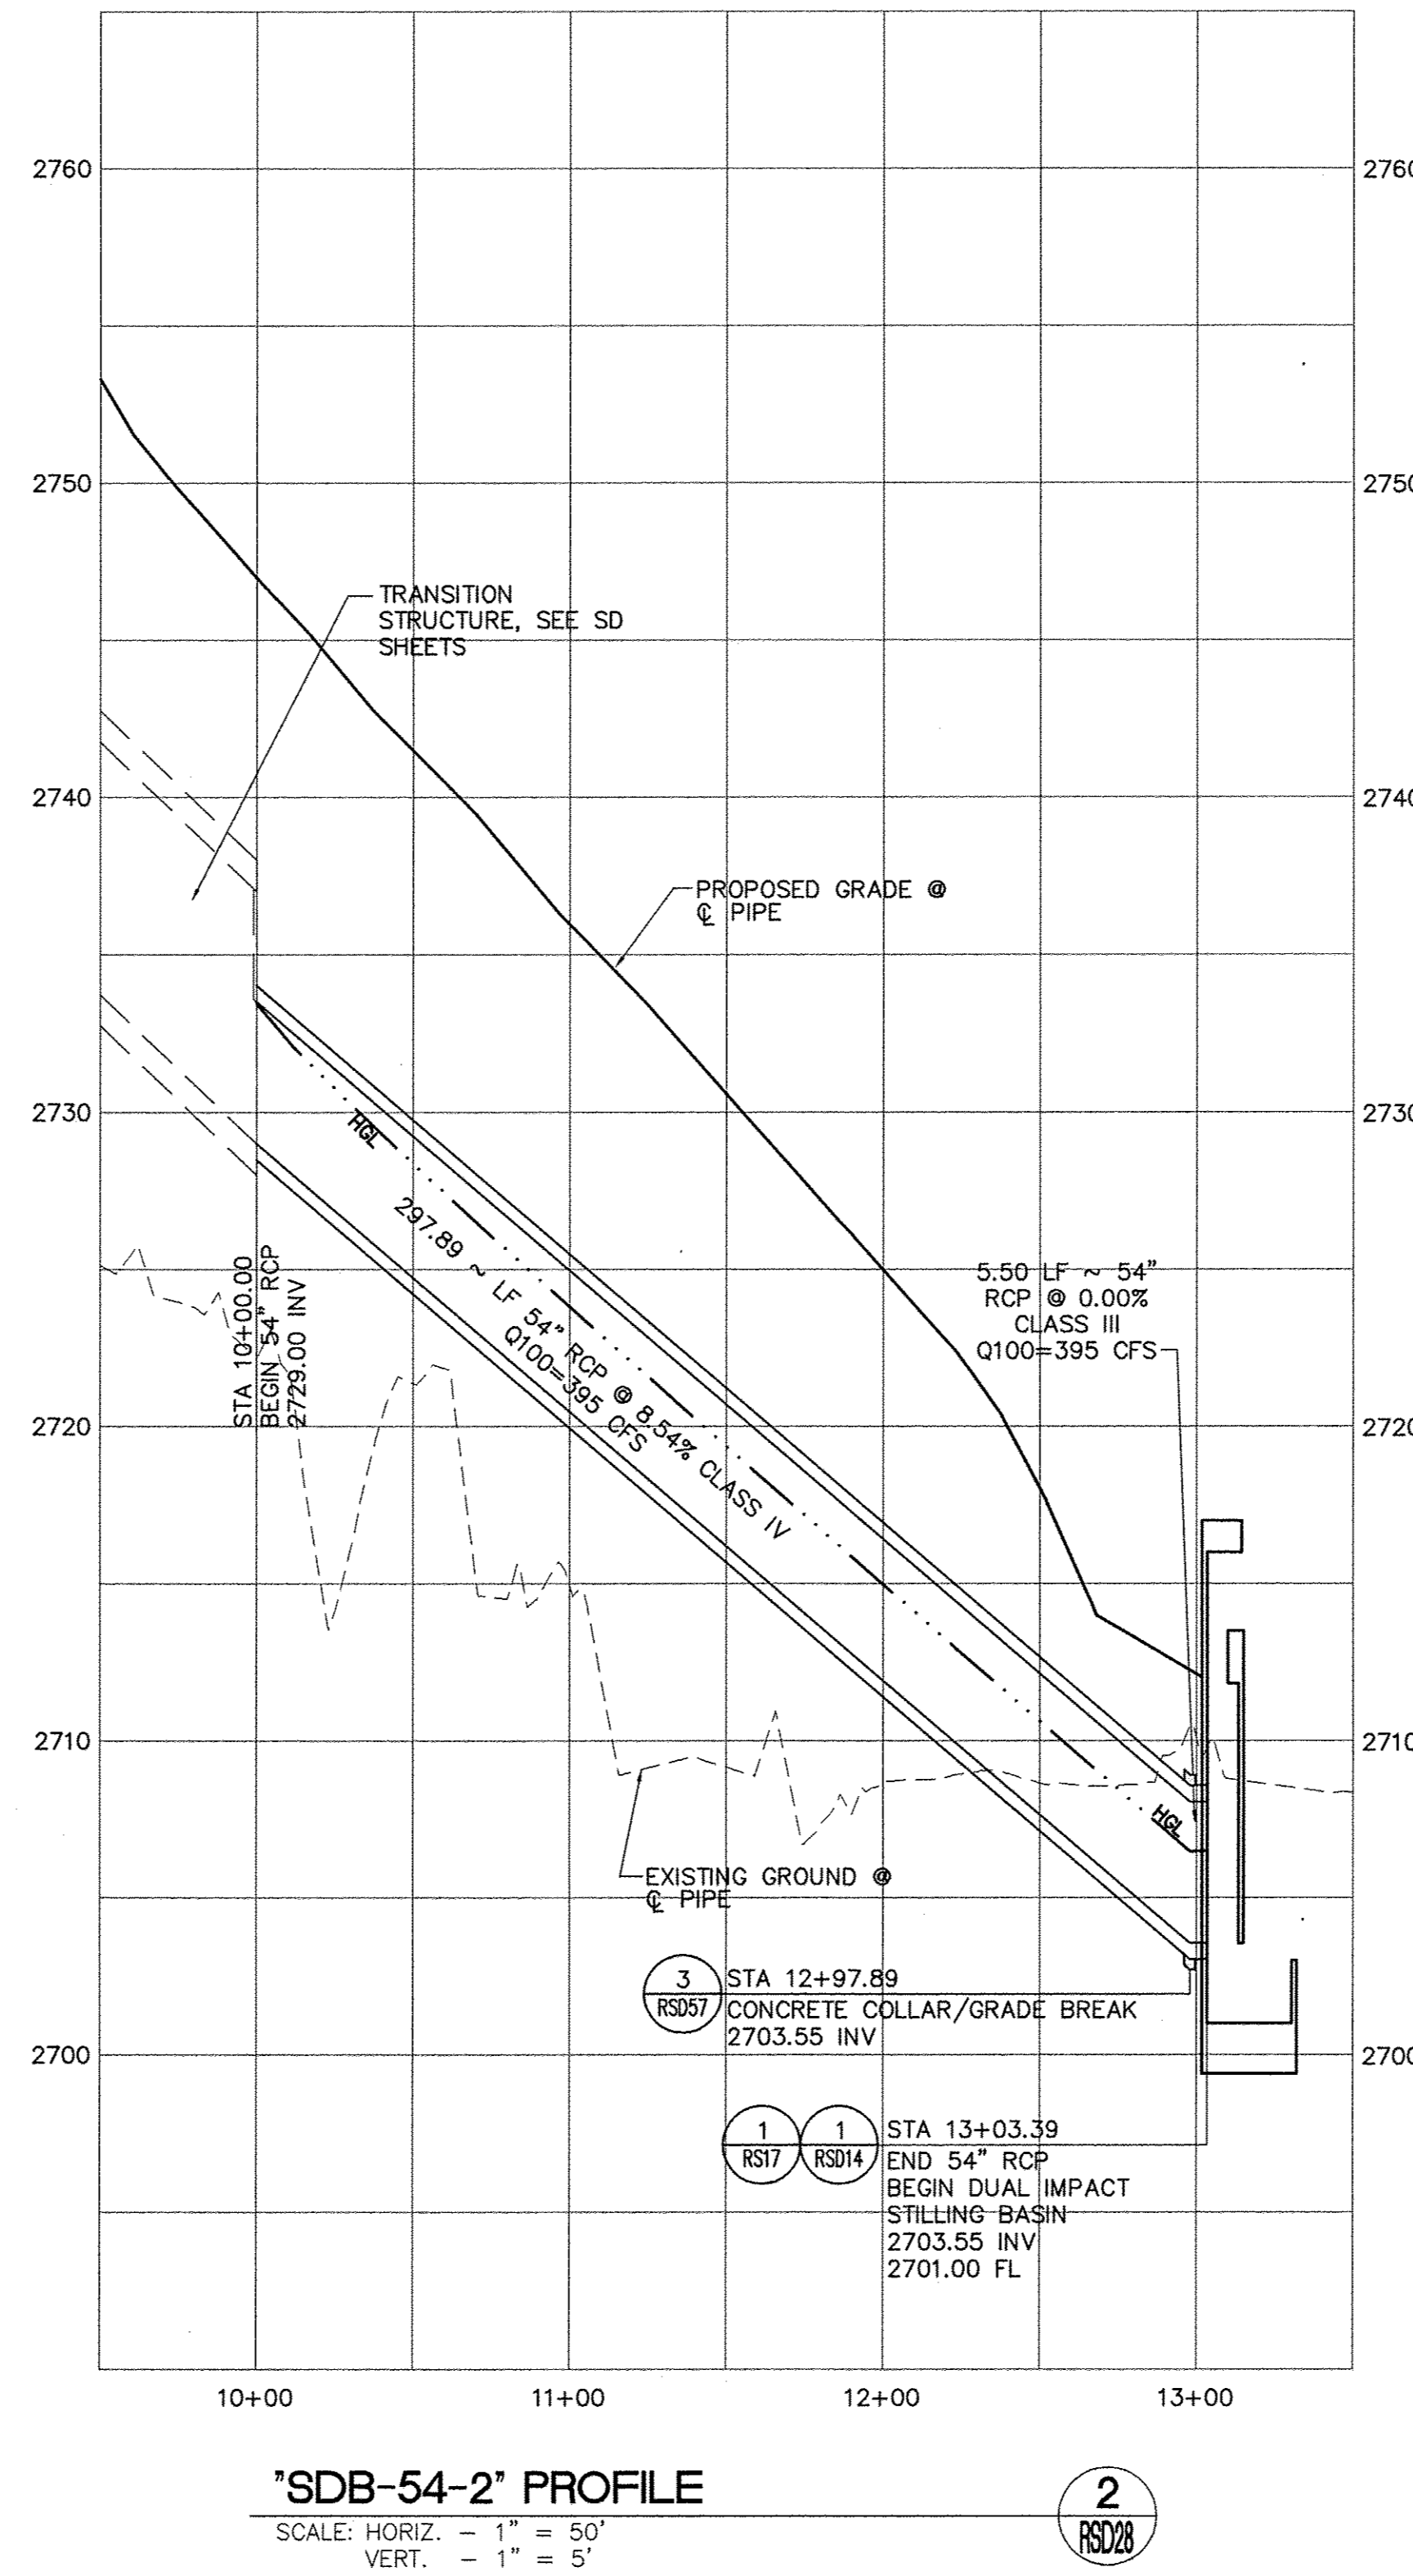 2760
2760
2750
2750
TRANSITION
STRUCTURE, SEE SD
SHEETS
2740
2740
PROPOSED GRADE @
℄ PIPE
2730
2730
HGL
297.89 ~ LF 54" RCP @ 8.54% CLASS IV
Q100=395 CFS
STA 10+00.00
BEGIN 54" RCP
2729.00 INV
5.50 LF ~ 54"
RCP @ 0.00%
CLASS III
Q100=395 CFS
2720
2720
2710
2710
HGL
EXISTING GROUND @
℄ PIPE
3
RSD57
STA 12+97.89
CONCRETE COLLAR/GRADE BREAK
2703.55 INV
2700
2700
1
RS17
1
RSD14
STA 13+03.39
END 54" RCP
BEGIN DUAL IMPACT
STILLING BASIN
2703.55 INV
2701.00 FL
10+00
11+00
12+00
13+00
"SDB-54-2" PROFILE
SCALE: HORIZ. - 1" = 50'
VERT. - 1" = 5'
2
RSD28